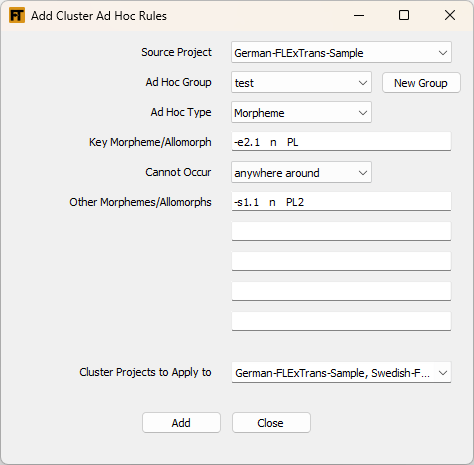 FT Add Cluster Ad Hoc Rules
Source Project German-FLExTrans-Sample
Ad Hoc Group test New Group
Ad Hoc Type Morpheme
Key Morpheme/Allomorph -e2.1 n PL
Cannot Occur anywhere around
Other Morphemes/Allomorphs -s1.1 n PL2
Cluster Projects to Apply to German-FLExTrans-Sample, Swedish-F...
Add Close